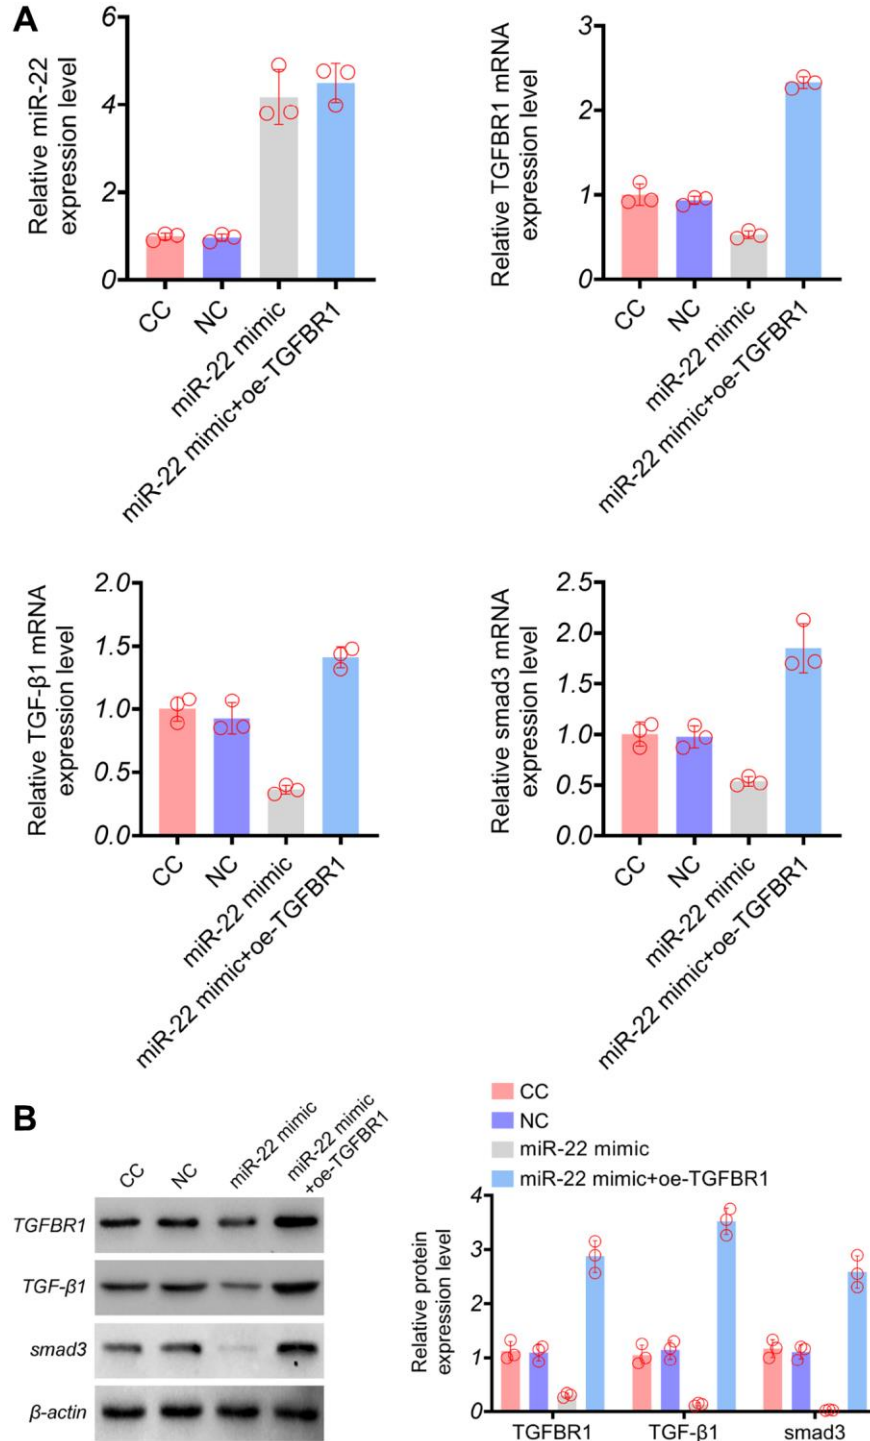 A
Relative miR-22
expression level
6
4
2
0
CC
NC
miR-22 mimic
miR-22 mimic+oe-TGFBR1
Relative TGFBR1 mRNA
expression level
3
2
1
0
CC
NC
miR-22 mimic
miR-22 mimic+oe-TGFBR1
Relative TGF-β1 mRNA
expression level
2.0
1.5
1.0
0.5
0.0
CC
NC
miR-22 mimic
miR-22 mimic+oe-TGFBR1
Relative smad3 mRNA
expression level
2.5
2.0
1.5
1.0
0.5
0.0
CC
NC
miR-22 mimic
miR-22 mimic+oe-TGFBR1
B
CC
NC
miR-22 mimic
miR-22 mimic
+oe-TGFBR1
TGFBR1
TGF-β1
smad3
β-actin
CC
NC
miR-22 mimic
miR-22 mimic+oe-TGFBR1
Relative protein
expression level
4
3
2
1
0
TGFBR1
TGF-β1
smad3